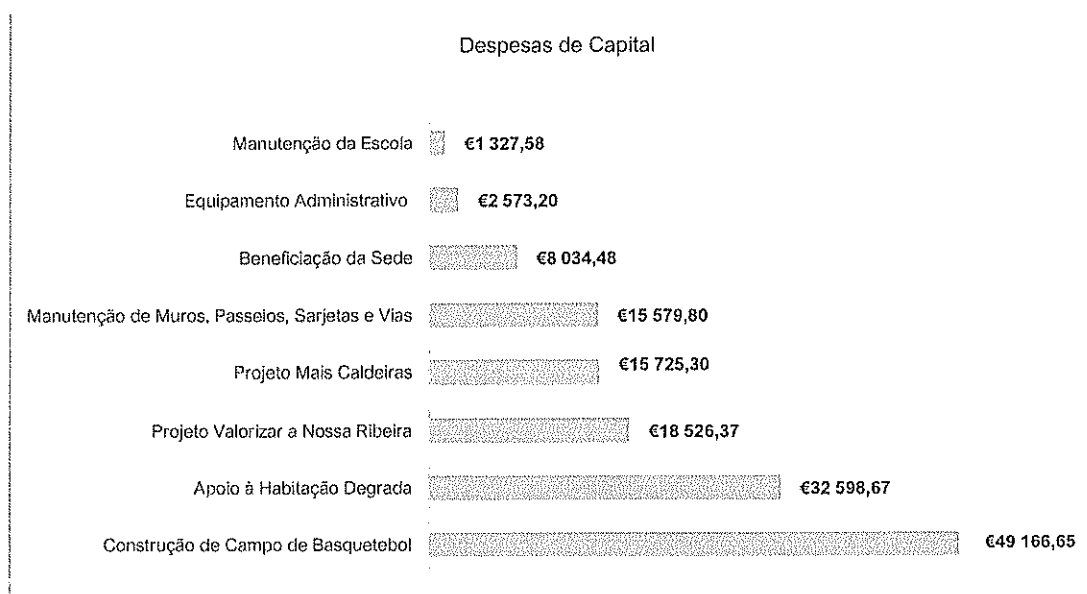 Despesas de Capital
Manutenção da Escola €1 327,58
Equipamento Administrativo €2 573,20
Beneficiação da Sede €8 034,48
Manutenção de Muros, Passeios, Sarjetas e Vias €15 579,80
Projeto Mais Caldeiras €15 725,30
Projeto Valorizar a Nossa Ribeira €18 526,37
Apoio à Habitação Degrada €32 598,67
Construção de Campo de Basquetebol €49 166,65